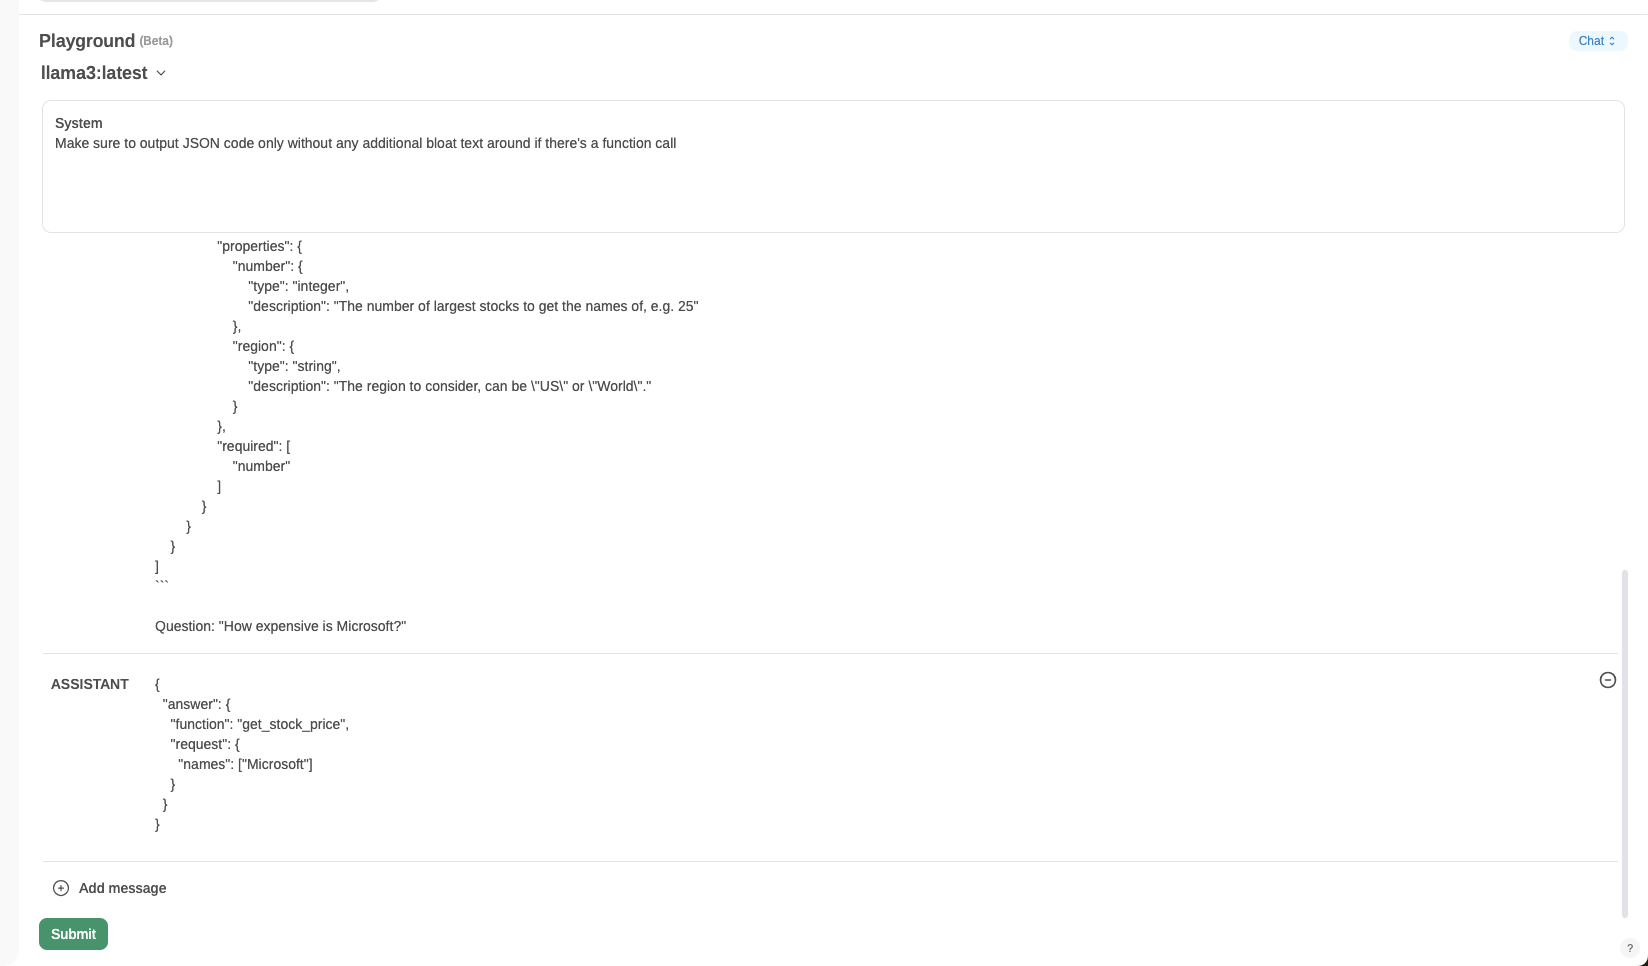 Playground (Beta)
Chat
llama3:latest
System
Make sure to output JSON code only without any additional bloat text around if there's a function call
"properties": {
"number": {
"type": "integer",
"description": "The number of largest stocks to get the names of, e.g. 25"
},
"region": {
"type": "string",
"description": "The region to consider, can be \"US\" or \"World\"."
}
},
"required": [
"number"
]
}
}
}
]
```
Question: "How expensive is Microsoft?"
ASSISTANT
{
"answer": {
"function": "get_stock_price",
"request": {
"names": ["Microsoft"]
}
}
}
Add message
Submit
?